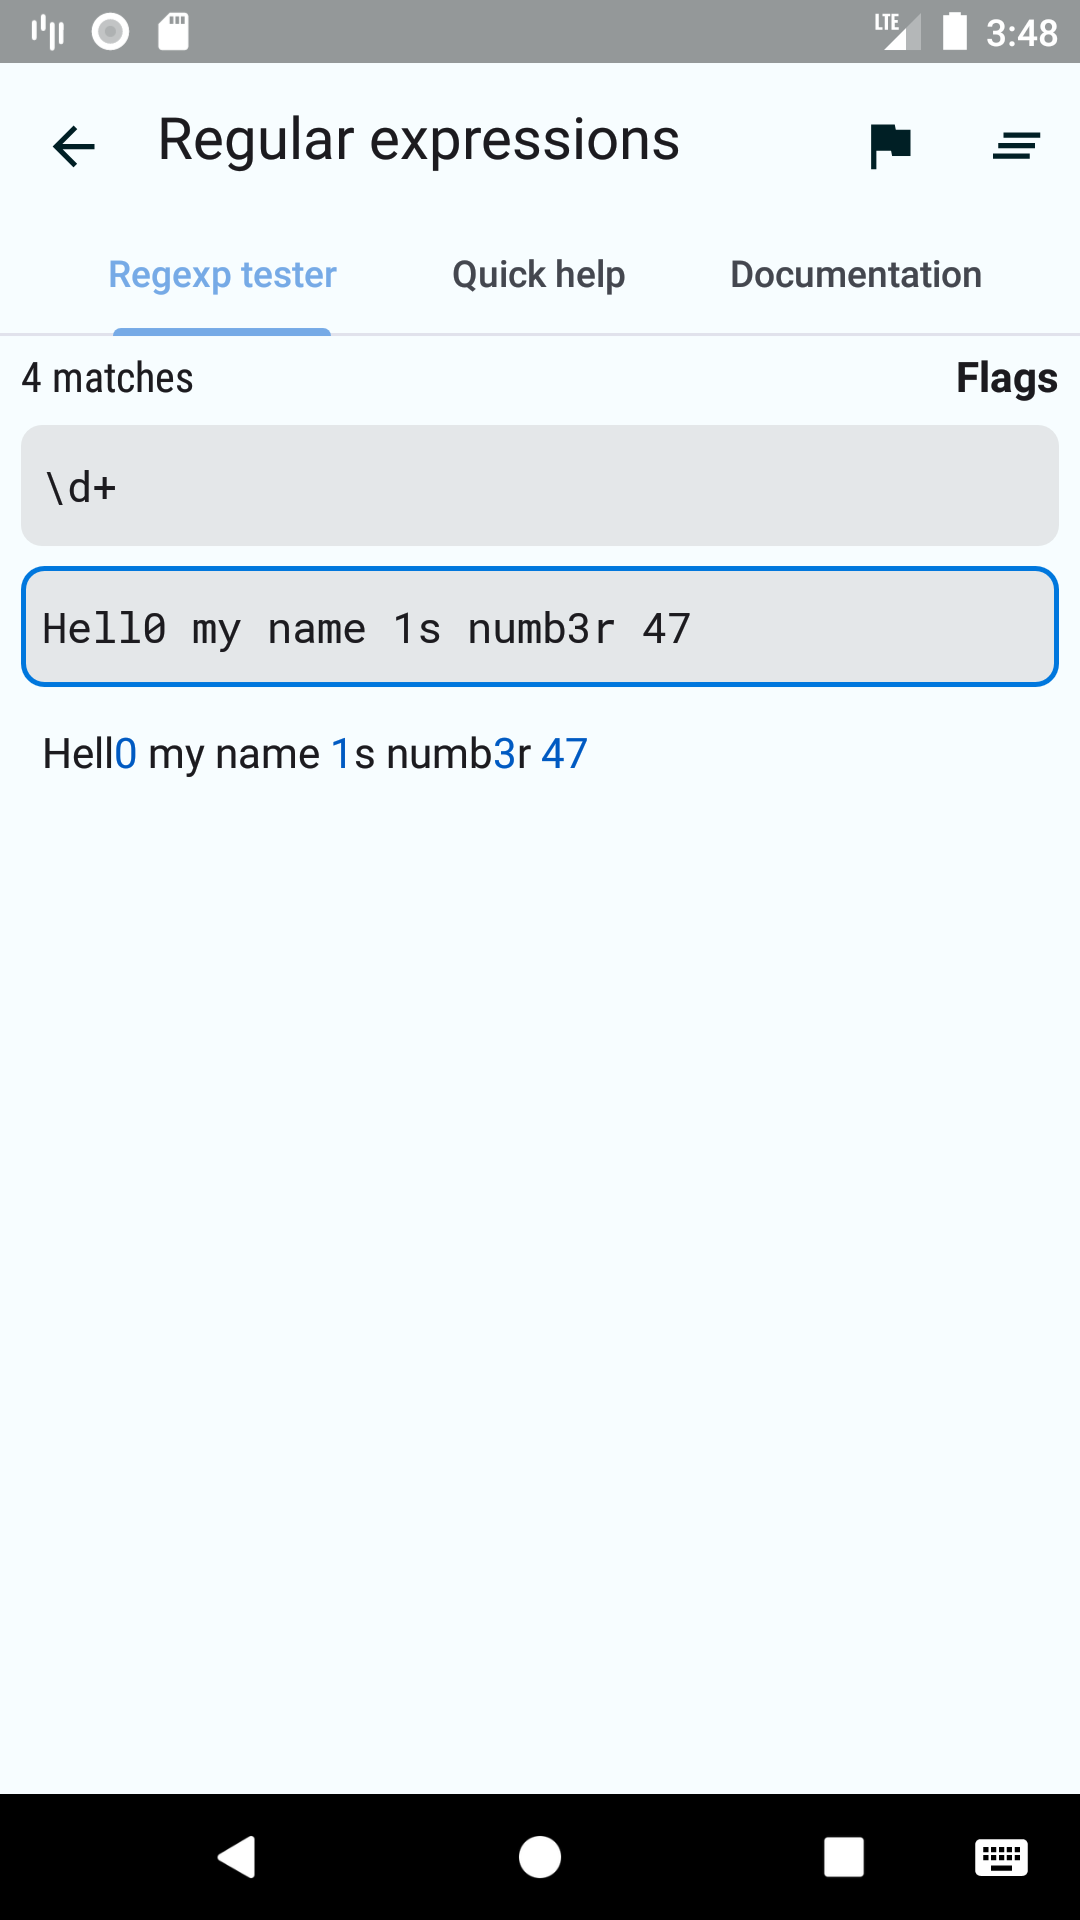 LTE 3:48
Regular expressions
Regexp tester Quick help Documentation
4 matches Flags
\d+
Hell0 my name 1s numb3r 47
Hell0 my name 1s numb3r 47